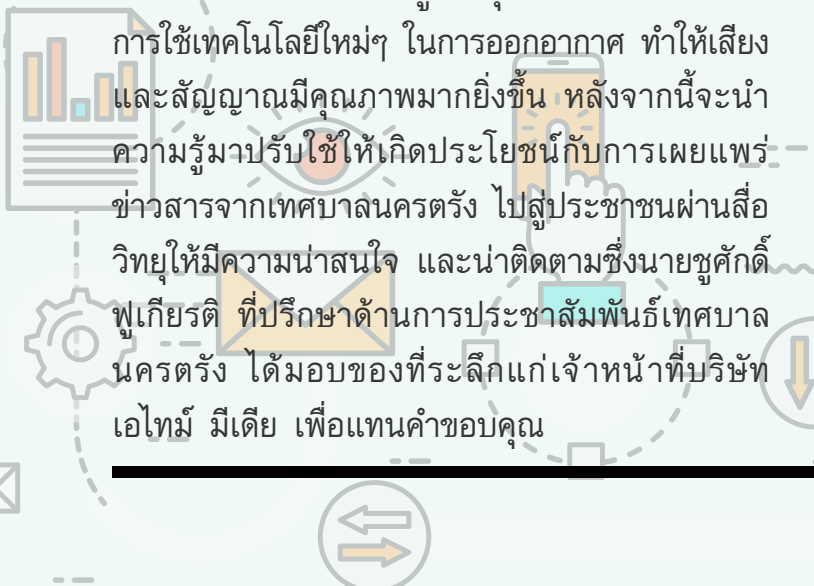 การใช้เทคโนโลยีใหม่ๆ ในการออกอากาศ ทำให้เสียง
และสัญญาณมีคุณภาพมากยิ่งขึ้น หลังจากนี้จะนำ
ความรู้มาปรับใช้ให้เกิดประโยชน์กับการเผยแพร่
ข่าวสารจากเทศบาลนครตรัง ไปสู่ประชาชนผ่านสื่อ
วิทยุให้มีความน่าสนใจ และน่าติดตามซึ่งนายชูศักดิ์
ฟูเกียรติ ที่ปรึกษาด้านการประชาสัมพันธ์เทศบาล
นครตรัง ได้มอบของที่ระลึกแก่เจ้าหน้าที่บริษัท
เอไทม์ มีเดีย เพื่อแทนคำขอบคุณ